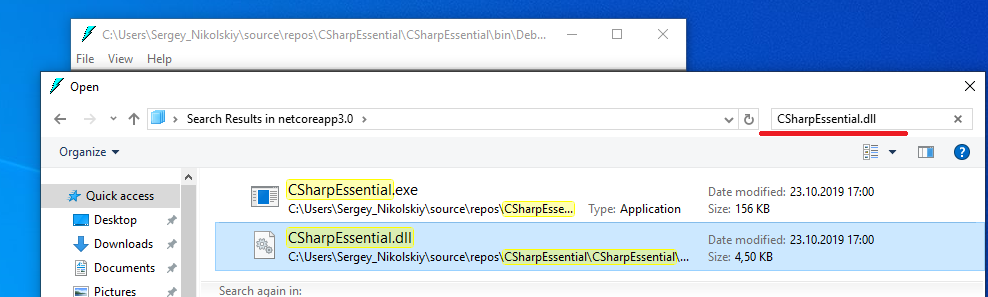 C:\Users\Sergey_Nikolskiy\source\repos\CSharpEssential\CSharpEssential\bin\Deb...
File View Help
Open
Search Results in netcoreapp3.0
CSharpEssential.dll
Organize
Quick access
Desktop
Downloads
Documents
Pictures
CSharpEssential.exe
C:\Users\Sergey_Nikolskiy\source\repos\CSharpEsse... Type: Application
Date modified: 23.10.2019 17:00
Size: 156 KB
CSharpEssential.dll
C:\Users\Sergey_Nikolskiy\source\repos\CSharpEssential\CSharpEssential\...
Date modified: 23.10.2019 17:00
Size: 4,50 KB
Search again in: